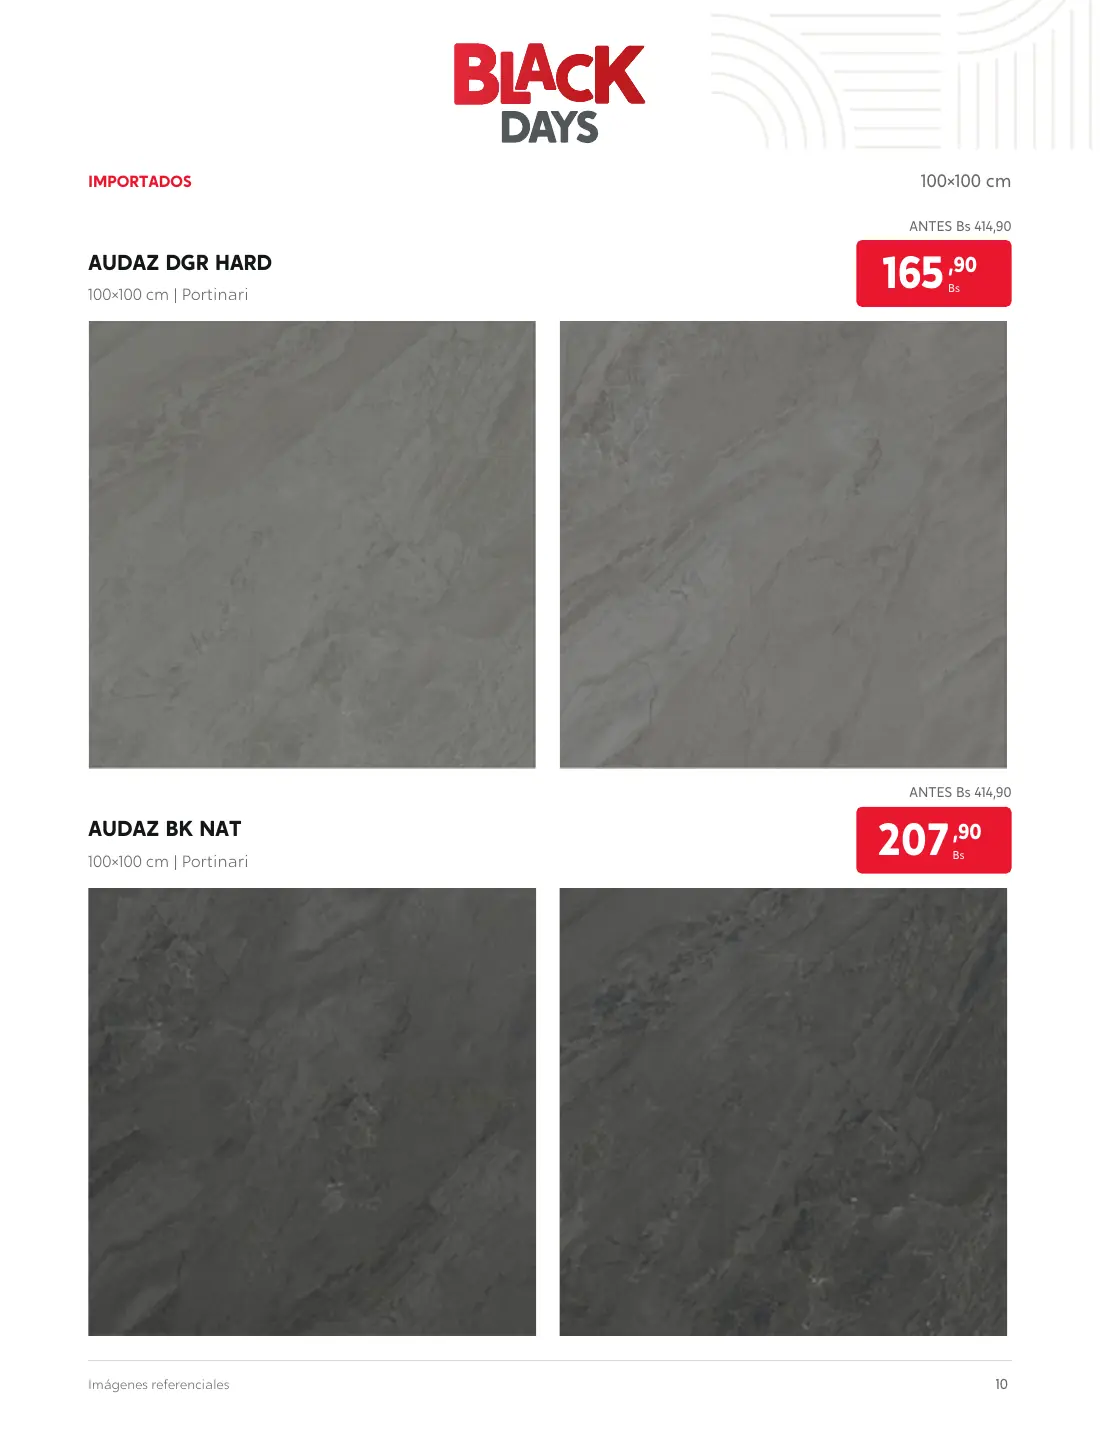 BLACK
DAYS
IMPORTADOS
100×100 cm
ANTES Bs 414,90
AUDAZ DGR HARD
165,90
Bs
100×100 cm | Portinari
ANTES Bs 414,90
AUDAZ BK NAT
207,90
Bs
100×100 cm | Portinari
Imágenes referenciales
10